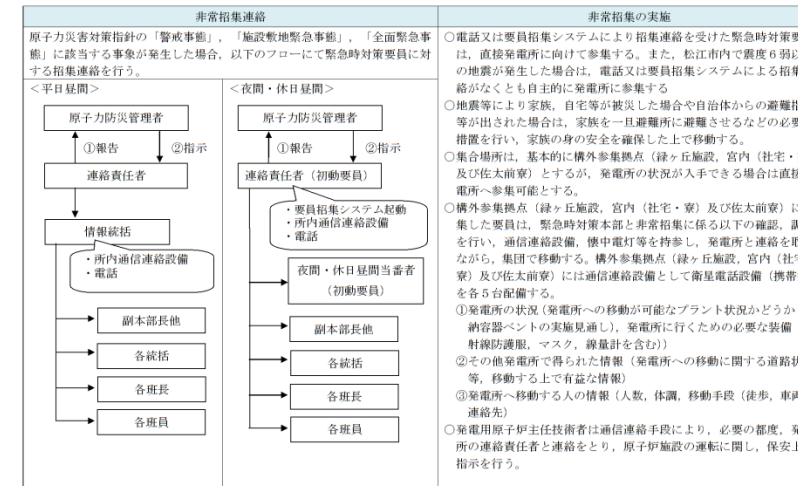 非常招集連絡
原子力災害対策指針の「警戒事態」，「施設敷地緊急事態」，「全面緊急事
態」に該当する事象が発生した場合，以下のフローにて緊急時対策要員に対
する招集連絡を行う。
＜平日昼間＞
原子力防災管理者
①報告
②指示
連絡責任者
情報統括
・所内通信連絡設備
・電話
副本部長他
各統括
各班長
各班員
＜夜間・休日昼間＞
原子力防災管理者
①報告
②指示
連絡責任者（初動要員）
・要員招集システム起動
・所内通信連絡設備
・電話
夜間・休日昼間当番者
（初動要員）
副本部長他
各統括
各班長
各班員
非常招集の実施
○電話又は要員招集システムにより招集連絡を受けた緊急時対策要
は，直接発電所に向けて参集する。また，松江市内で震度６弱以
の地震が発生した場合は，電話又は要員招集システムによる招集
絡がなくとも自主的に発電所に参集する
○地震等により家族，自宅等が被災した場合や自治体からの避難指
等が出された場合は，家族を一旦避難所に避難させるなどの必要
措置を行い，家族の身の安全を確保した上で移動する。
○集合場所は，基本的に構外参集拠点（緑ヶ丘施設，宮内（社宅・
及び佐太前寮）とするが，発電所の状況が入手できる場合は直接
電所へ参集可能とする。
○構外参集拠点（緑ヶ丘施設，宮内（社宅・寮）及び佐太前寮）に
集した要員は，緊急時対策本部と非常招集に係る以下の確認，調
を行い，通信連絡設備，懐中電灯等を持参し，発電所と連絡を取
ながら，集団で移動する。構外参集拠点（緑ヶ丘施設，宮内（社宅
寮）及び佐太前寮）には通信連絡設備として衛星電話設備（携帯
を各５台配備する。
①発電所の状況（発電所への移動が可能なプラント状況かどうか
納容器ベントの実施見通し），発電所に行くための必要な装備（
射線防護服，マスク，線量計を含む））
②その他発電所で得られた情報（発電所への移動に関する道路状
等，移動する上で有益な情報）
③発電所へ移動する人の情報（人数，体調，移動手段（徒歩，車両
連絡先）
○発電用原子炉主任技術者は通信連絡手段により，必要の都度，発
所の連絡責任者と連絡をとり，原子炉施設の運転に関し，保安上
指示を行う。